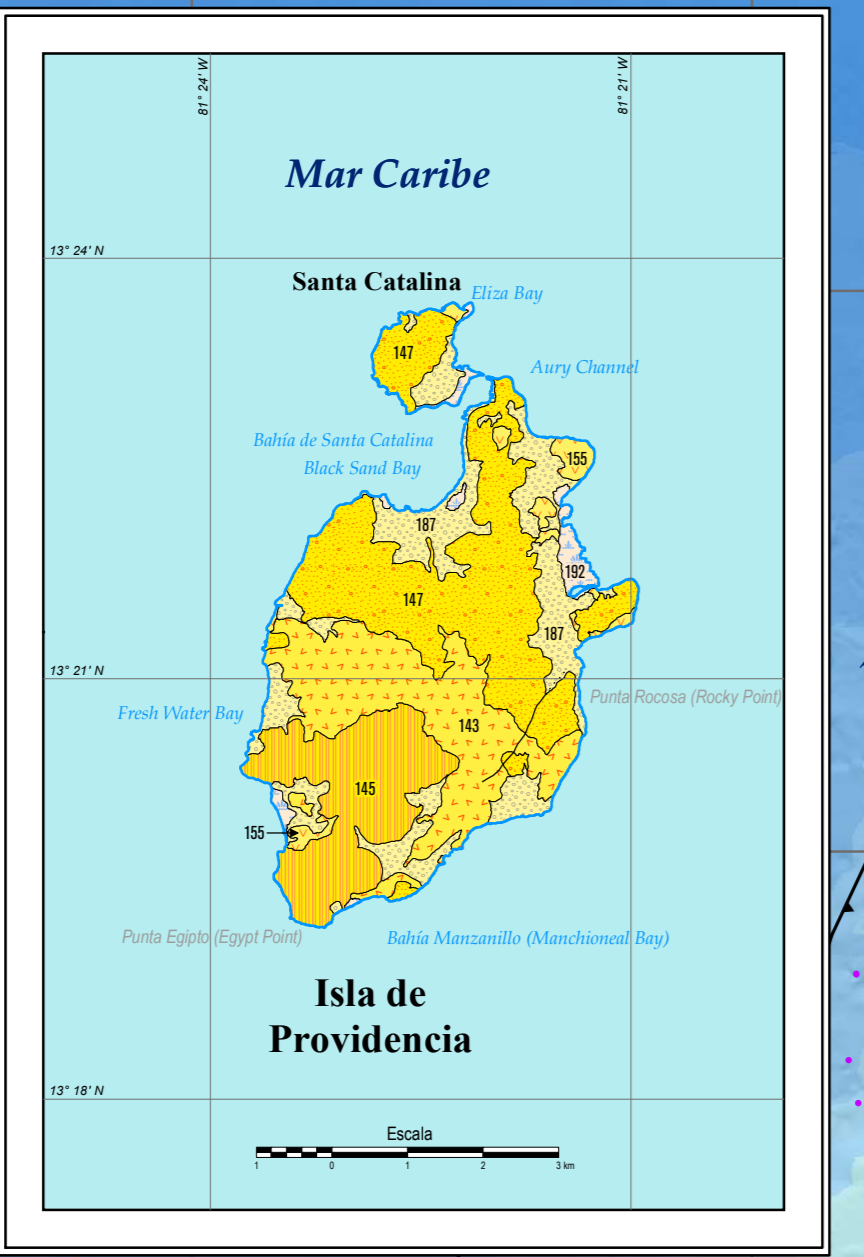 81° 24' W
81° 21' W
Mar Caribe
13° 24' N
Santa Catalina
Eliza Bay
147
Aury Channel
Bahía de Santa Catalina
Black Sand Bay
155
187
192
147
187
13° 21' N
Punta Rocosa (Rocky Point)
Fresh Water Bay
143
145
155
Punta Egipto (Egypt Point)
Bahía Manzanillo (Manchioneal Bay)
Isla de
Providencia
13° 18' N
Escala
1 0 1 2 3 km